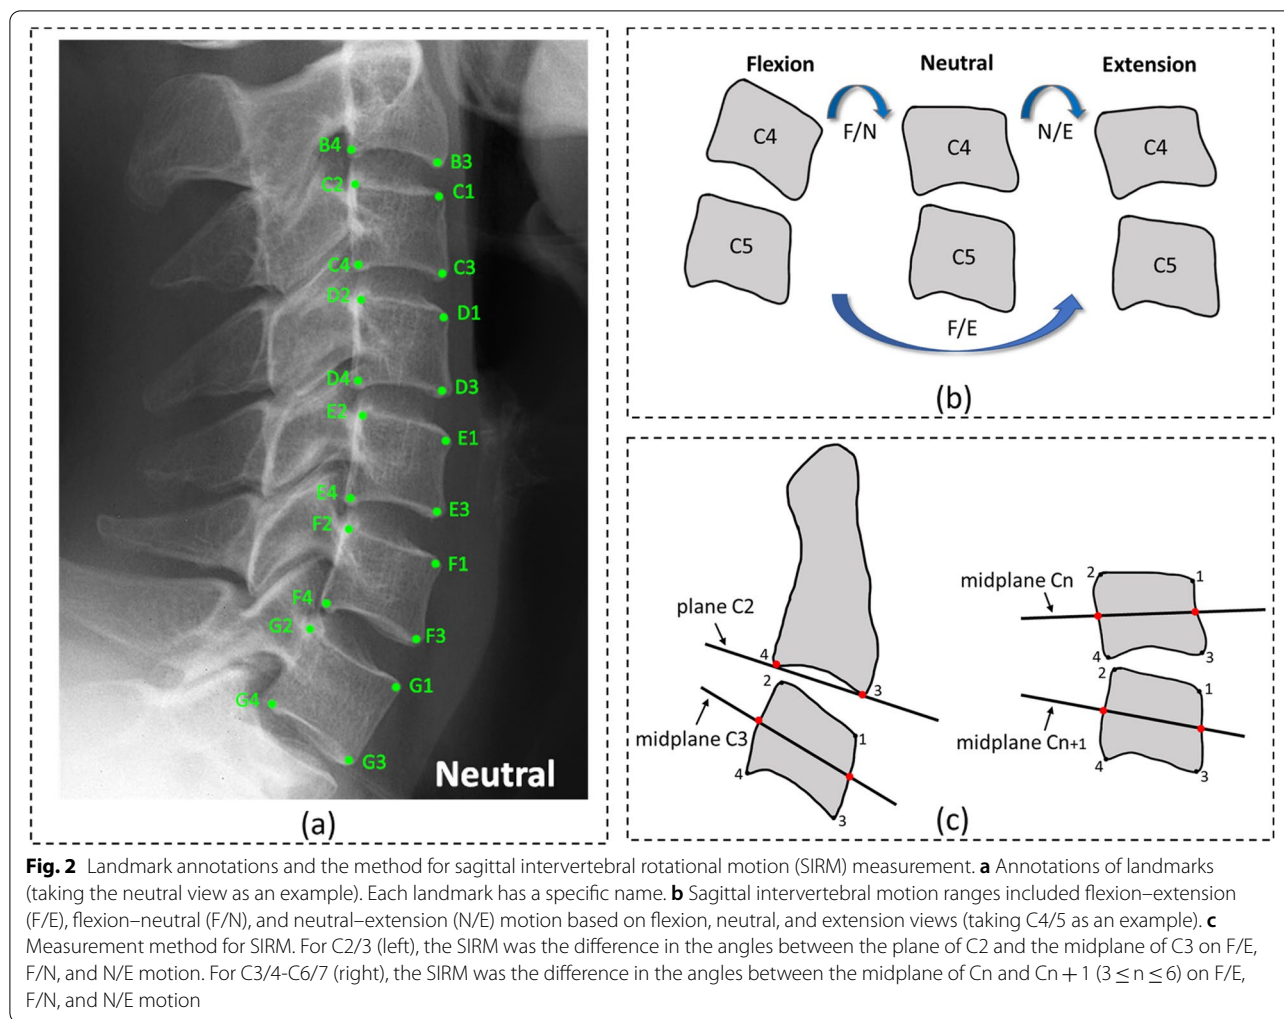 B4
B3
C2
C1
C4
C3
D2
D1
D4
D3
E2
E1
E4
E3
F2
F1
F4
F3
G2
G1
G4
G3
Neutral
(a)
Flexion
Neutral
Extension
F/N
N/E
C4
C4
C4
C5
C5
C5
F/E
(b)
plane C2
4
3
2
midplane C3
1
4
3
midplane Cn
2
1
4
3
2
1
midplane Cn+1
4
3
(c)
Fig. 2 Landmark annotations and the method for sagittal intervertebral rotational motion (SIRM) measurement. a Annotations of landmarks
(taking the neutral view as an example). Each landmark has a specific name. b Sagittal intervertebral motion ranges included flexion–extension
(F/E), flexion–neutral (F/N), and neutral–extension (N/E) motion based on flexion, neutral, and extension views (taking C4/5 as an example). c
Measurement method for SIRM. For C2/3 (left), the SIRM was the difference in the angles between the plane of C2 and the midplane of C3 on F/E,
F/N, and N/E motion. For C3/4-C6/7 (right), the SIRM was the difference in the angles between the midplane of Cn and Cn + 1 (3 ≤ n ≤ 6) on F/E,
F/N, and N/E motion